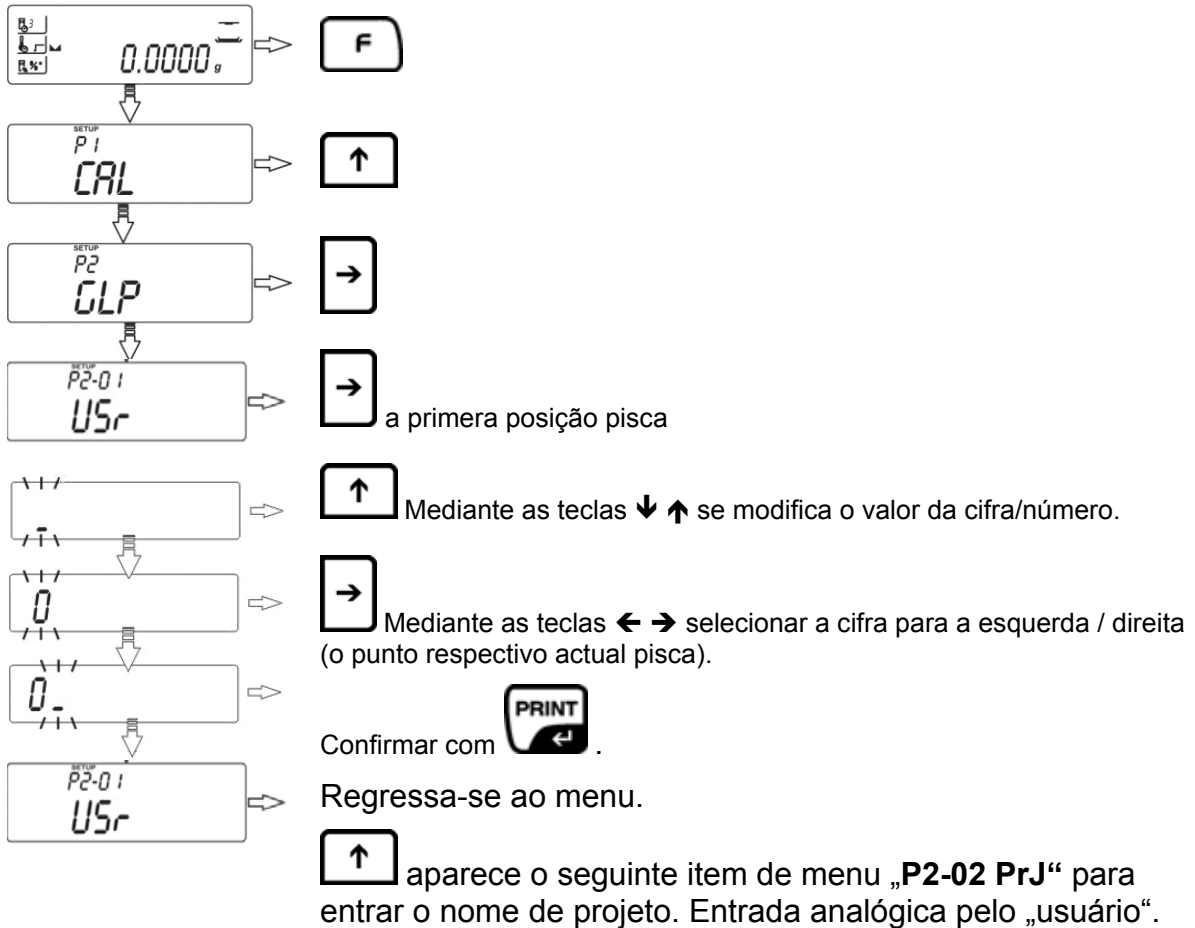 3
%
0.0000 g
F
SETUP
P1
CAL
↑
SETUP
P2
GLP
→
SETUP
P2-01
USr
→ a primera posição pisca
-
↑ Mediante as teclas ↓ ↑ se modifica o valor da cifra/número.
0
→ Mediante as teclas ← → selecionar a cifra para a esquerda / direita
(o punto respectivo actual pisca).
0_
PRINT
Confirmar com ↵ .
SETUP
P2-01
USr
Regressa-se ao menu.
↑ aparece o seguinte item de menu „P2-02 PrJ“ para
entrar o nome de projeto. Entrada analógica pelo „usuário“.